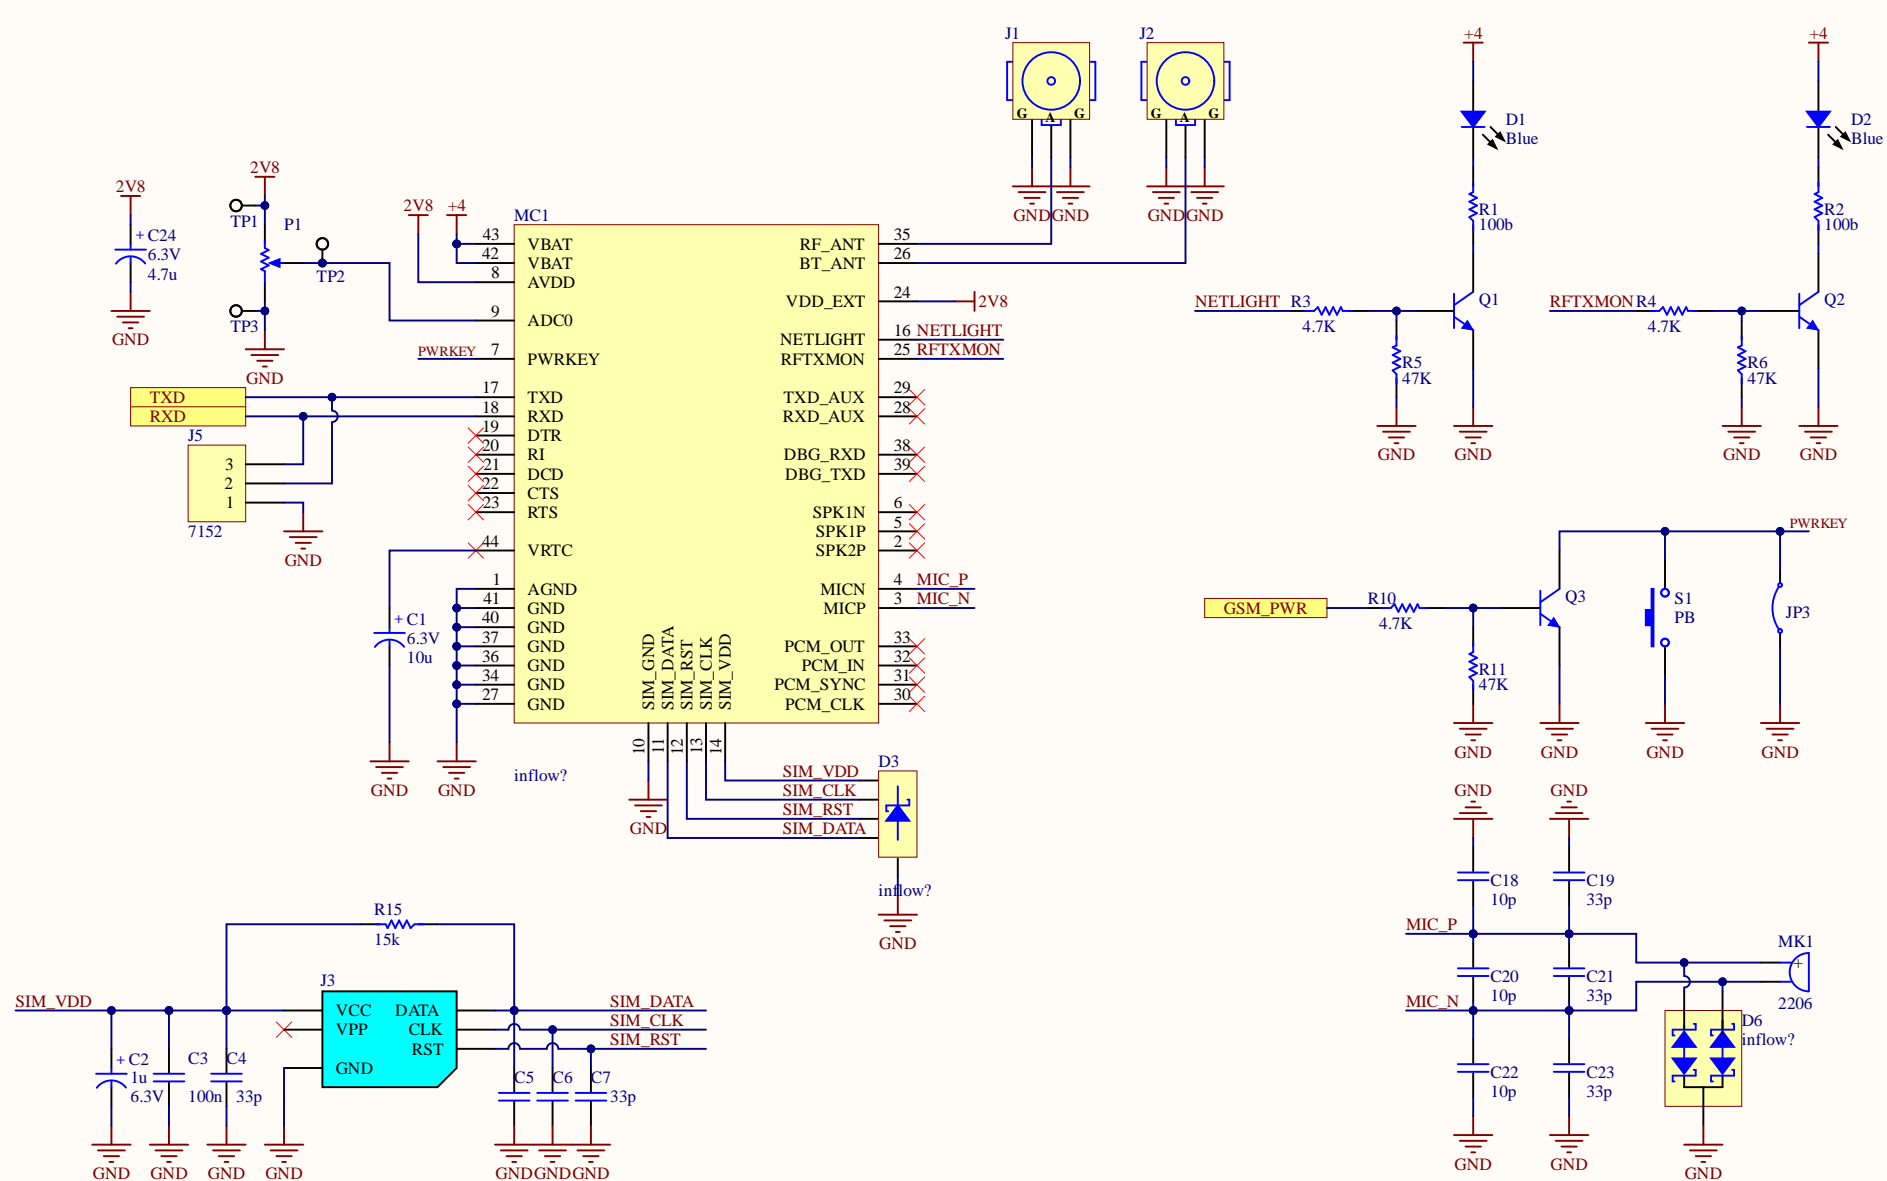 J1
J2
+4
+4
G A G
G A G
D1
Blue
D2
Blue
2V8
2V8
TP1
P1
TP2
TP3
+ C24
6.3V
4.7u
GND
GND
2V8
+4
MC1
GND GND
GND GND
R1
100b
R2
100b
43 VBAT
42 VBAT
8 AVDD
9 ADC0
PWRKEY 7 PWRKEY
RF_ANT 35
BT_ANT 26
VDD_EXT 24 2V8
NETLIGHT 16 NETLIGHT
RFTXMON 25 RFTXMON
NETLIGHT R3
4.7K
Q1
R5
47K
GND
GND
RFTXMON R4
4.7K
Q2
R6
47K
GND
GND
TXD
RXD
J5
3
2
1
7152
GND
17 TXD
18 RXD
19 DTR
20 RI
21 DCD
22 CTS
23 RTS
44 VRTC
1 AGND
41 GND
40 GND
37 GND
36 GND
34 GND
27 GND
TXD_AUX 29
RXD_AUX 28
DBG_RXD 38
DBG_TXD 39
SPK1N 6
SPK1P 5
SPK2P 2
MICN 4 MIC_P
MICP 3 MIC_N
PCM_OUT 33
PCM_IN 32
PCM_SYNC 31
PCM_CLK 30
SIM_GND
SIM_DATA
SIM_RST
SIM_CLK
SIM_VDD
10
11
12
13
14
+ C1
6.3V
10u
GND
GND
inflow?
GND
SIM_VDD
SIM_CLK
SIM_RST
SIM_DATA
D3
inflow?
GND
PWRKEY
GSM_PWR
R10
4.7K
Q3
S1
PB
JP3
R11
47K
GND
GND
GND
GND
GND
GND
C18
10p
C19
33p
MIC_P
C20
10p
C21
33p
MIC_N
C22
10p
C23
33p
GND
GND
MK1
+
2206
D6
inflow?
GND
R15
15k
J3
SIM_VDD
VCC
VPP
GND
DATA
CLK
RST
SIM_DATA
SIM_CLK
SIM_RST
+ C2
1u
6.3V
C3
100n
C4
33p
C5
C6
C7
33p
GND
GND
GND
GND
GND GND GND